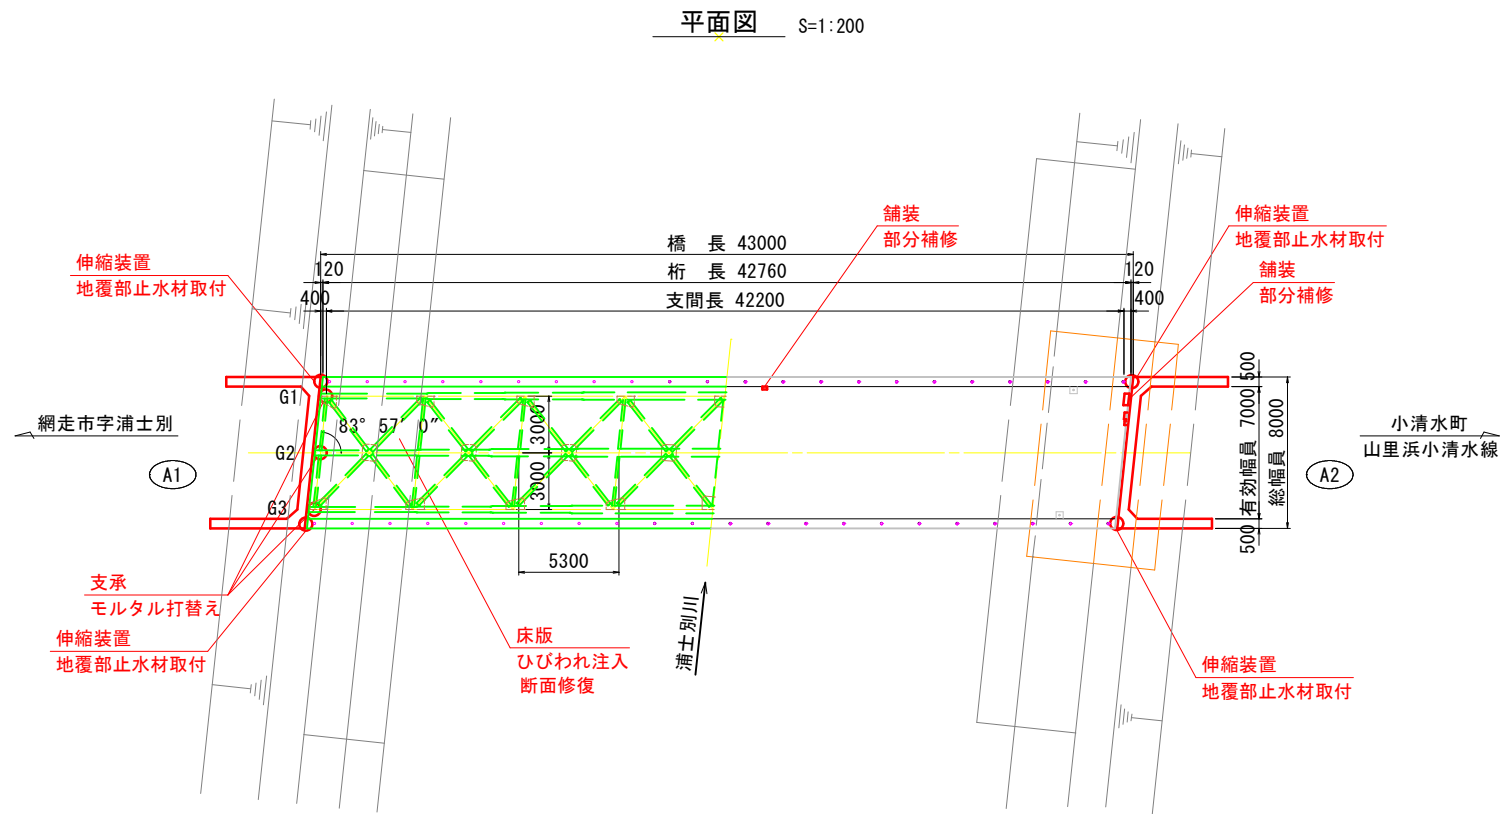 平面図 S=1:200
舗装
部分補修
伸縮装置
地覆部止水材取付
橋 長 43000
伸縮装置
地覆部止水材取付
120
桁 長 42760
120
舗装
部分補修
400
支間長 42200
400
500
G1
3000
有効幅員 7000
総幅員 8000
83° 57′ 0″
網走市字浦士別
小清水町
山里浜小清水線
G2
A1
A2
3000
G3
500
5300
支承
モルタル打替え
浦士別川
伸縮装置
地覆部止水材取付
床版
ひびわれ注入
断面修復
伸縮装置
地覆部止水材取付